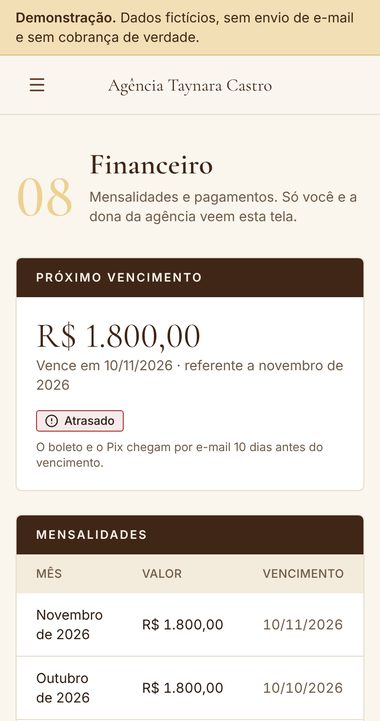 Demonstração. Dados fictícios, sem envio de e-mail
e sem cobrança de verdade.
Agência Taynara Castro
08
Financeiro
Mensalidades e pagamentos. Só você e a
dona da agência veem esta tela.
PRÓXIMO VENCIMENTO
R$ 1.800,00
Vence em 10/11/2026 · referente a novembro de
2026
Atrasado
O boleto e o Pix chegam por e-mail 10 dias antes do
vencimento.
MENSALIDADES
MÊS VALOR VENCIMENTO
Novembro
de 2026 R$ 1.800,00 10/11/2026
Outubro
de 2026 R$ 1.800,00 10/10/2026